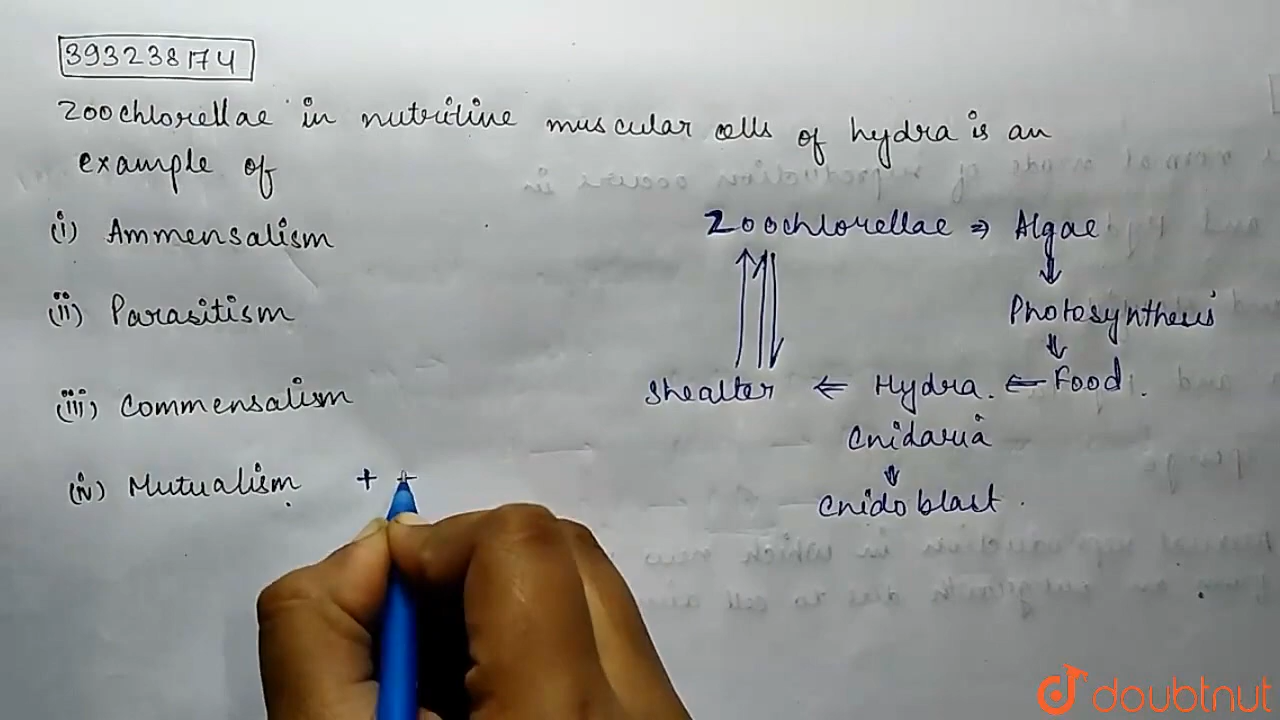 393238174
Zoochlorellae in nutritive muscular cells of hydra is an
example of
(i) Ammensalism
(ii) Parasitism
(iii) Commensalism
(iv) Mutualism + +
Zoochlorellae ⇒ Algae
Photosynthesis
Shealter ⇐ Hydra. ⇐ Food.
Cnidaria
Cnidoblast.
doubtnut